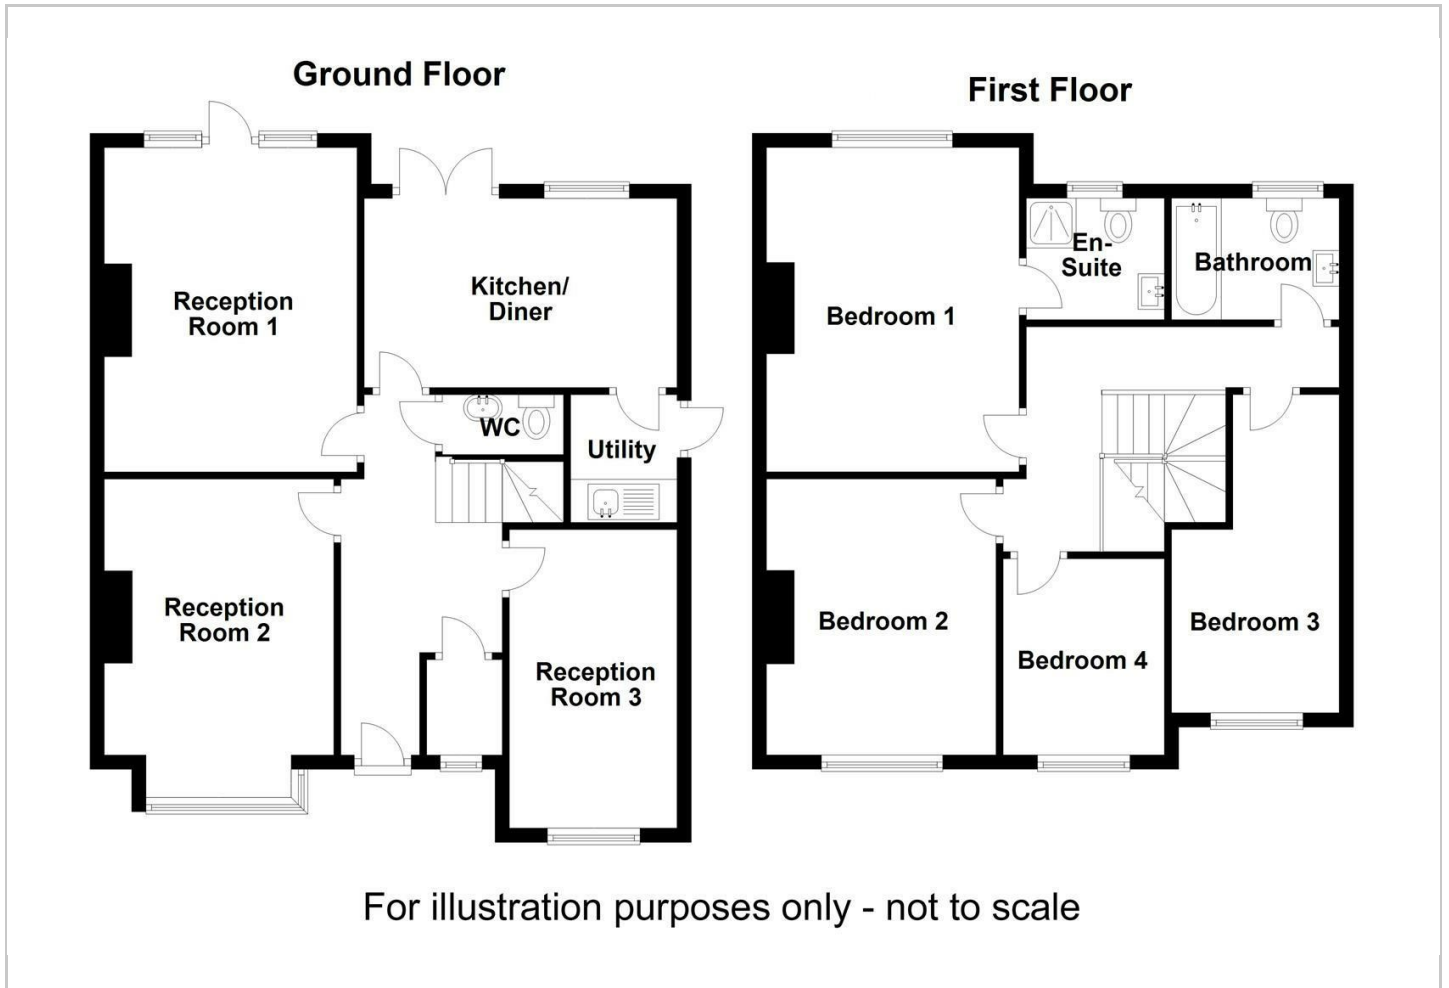 Ground Floor
Reception
Room 1
Kitchen/
Diner
WC
Utility
Reception
Room 2
Reception
Room 3
First Floor
Bedroom 1
En-
Suite
Bathroom
Bedroom 2
Bedroom 4
Bedroom 3
For illustration purposes only - not to scale